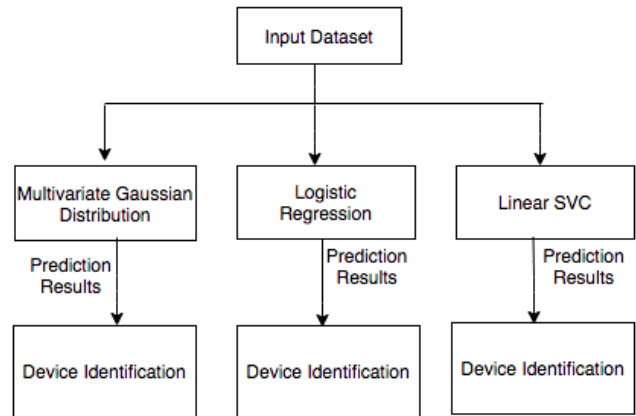 Input Dataset
Multivariate Gaussian
Distribution
Logistic
Regression
Linear SVC
Prediction
Results
Prediction
Results
Prediction
Results
Device Identification
Device Identification
Device Identification